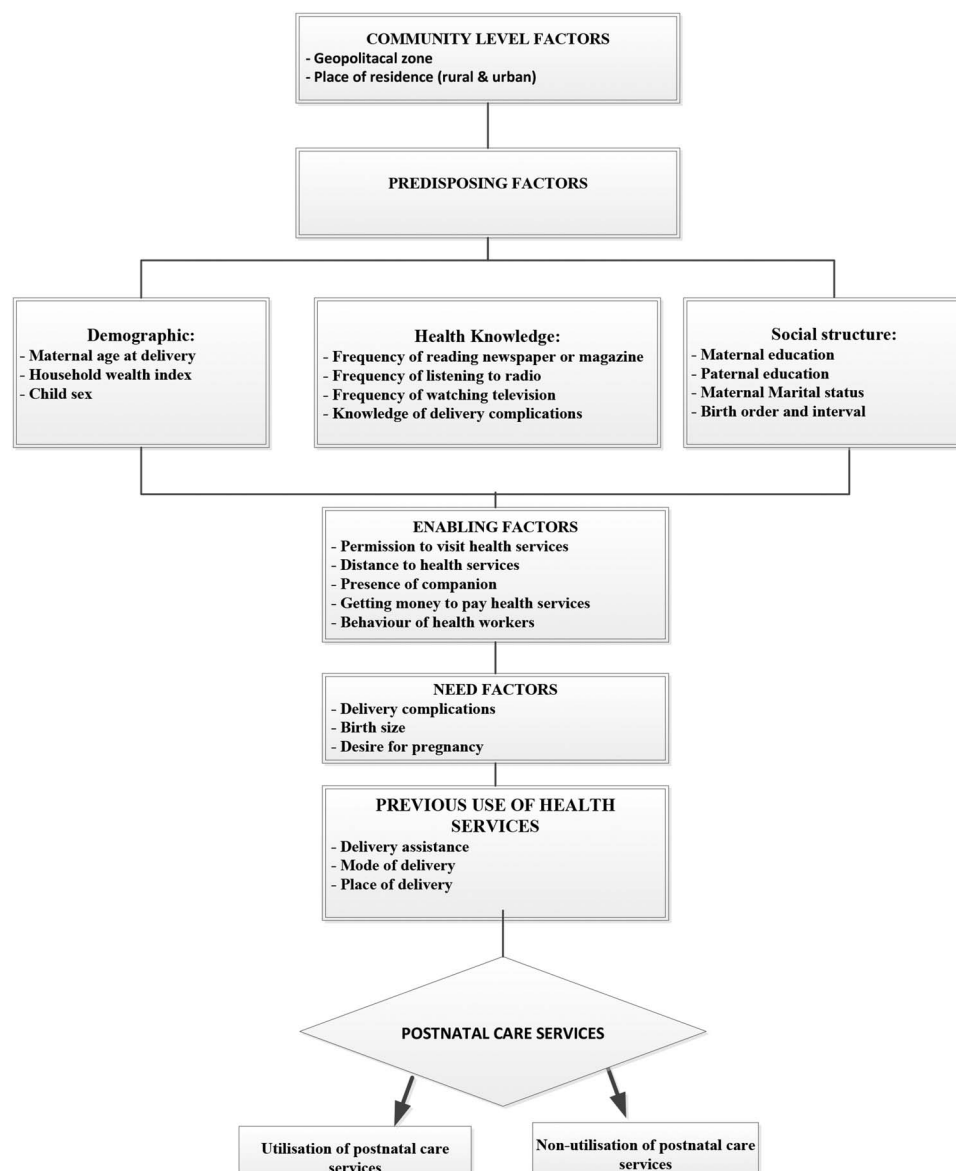 COMMUNITY LEVEL FACTORS
- Geopolitacal zone
- Place of residence (rural & urban)
PREDISPOSING FACTORS
Demographic:
- Maternal age at delivery
- Household wealth index
- Child sex
Health Knowledge:
- Frequency of reading newspaper or magazine
- Frequency of listening to radio
- Frequency of watching television
- Knowledge of delivery complications
Social structure:
- Maternal education
- Paternal education
- Maternal Marital status
- Birth order and interval
ENABLING FACTORS
- Permission to visit health services
- Distance to health services
- Presence of companion
- Getting money to pay health services
- Behaviour of health workers
NEED FACTORS
- Delivery complications
- Birth size
- Desire for pregnancy
PREVIOUS USE OF HEALTH
SERVICES
- Delivery assistance
- Mode of delivery
- Place of delivery
POSTNATAL CARE SERVICES
Utilisation of postnatal care
services
Non-utilisation of postnatal care
services